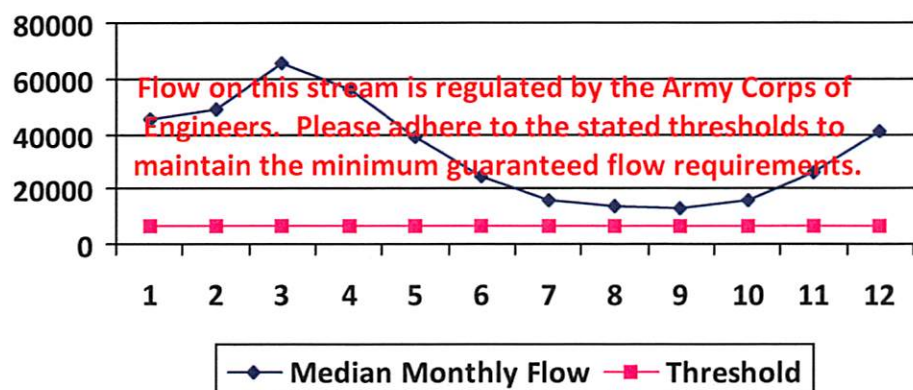 80000
60000
40000
20000
0
Flow on this stream is regulated by the Army Corps of
Engineers. Please adhere to the stated thresholds to
maintain the minimum guaranteed flow requirements.
1 2 3 4 5 6 7 8 9 10 11 12
Median Monthly Flow Threshold